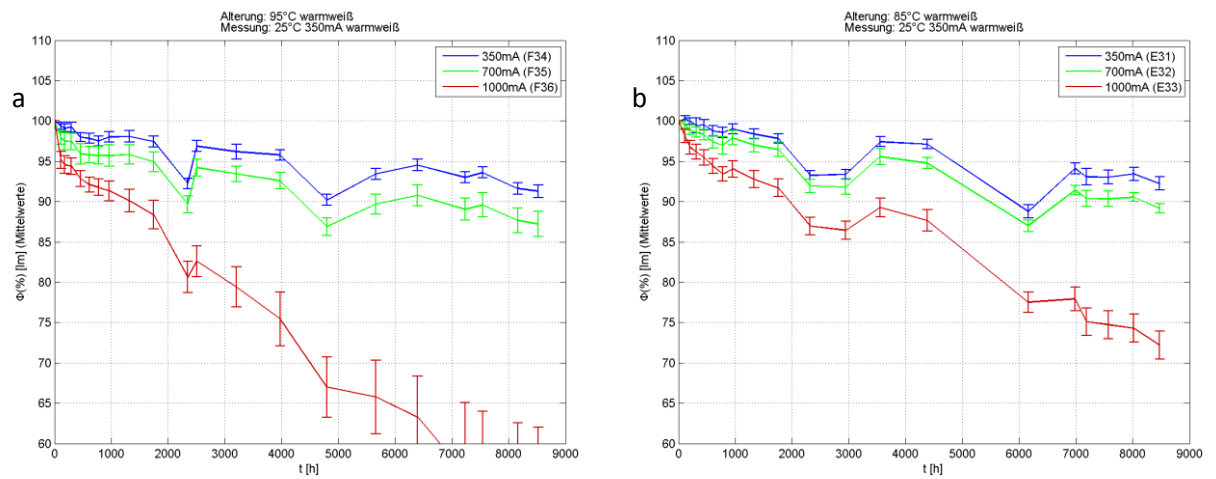 Alterung: 95°C warmweiß
Messung: 25°C 350mA warmweiß
a
350mA (F34)
700mA (F35)
1000mA (F36)
110
105
100
95
90
85
80
75
70
65
60
Φ(%) [lm] (Mittelwerte)
0 1000 2000 3000 4000 5000 6000 7000 8000 9000
t [h]
Alterung: 85°C warmweiß
Messung: 25°C 350mA warmweiß
b
350mA (E31)
700mA (E32)
1000mA (E33)
110
105
100
95
90
85
80
75
70
65
60
Φ(%) [lm] (Mittelwerte)
0 1000 2000 3000 4000 5000 6000 7000 8000 9000
t [h]